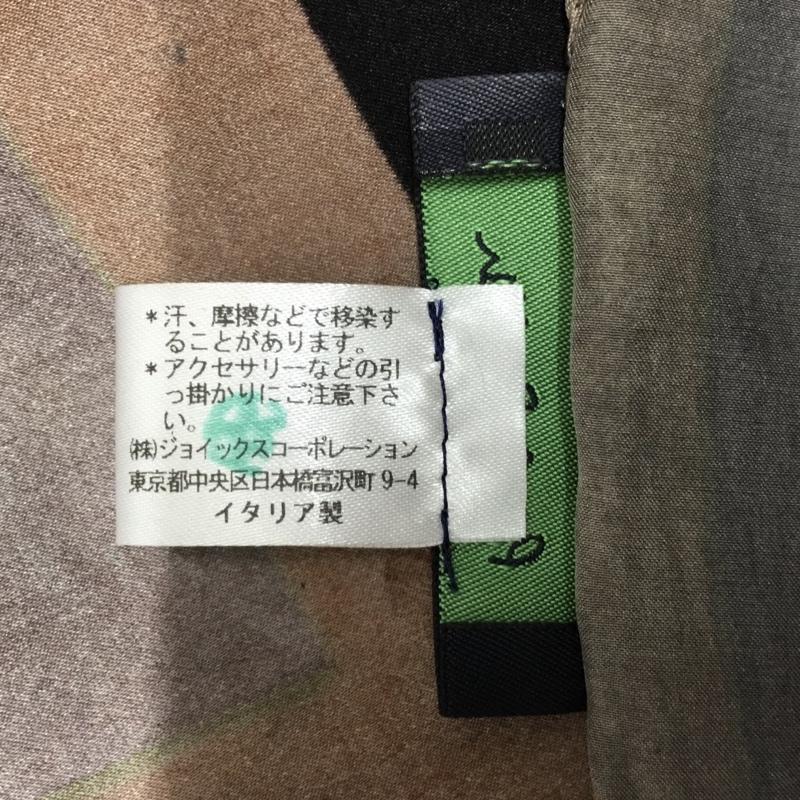 *汗、摩擦などで移染す
ることがあります。
*アクセサリーなどの引
っ掛かりにご注意下さ
い。
㈱ジョイックスコーポレーション
東京都中央区日本橋富沢町9-4
イタリア製